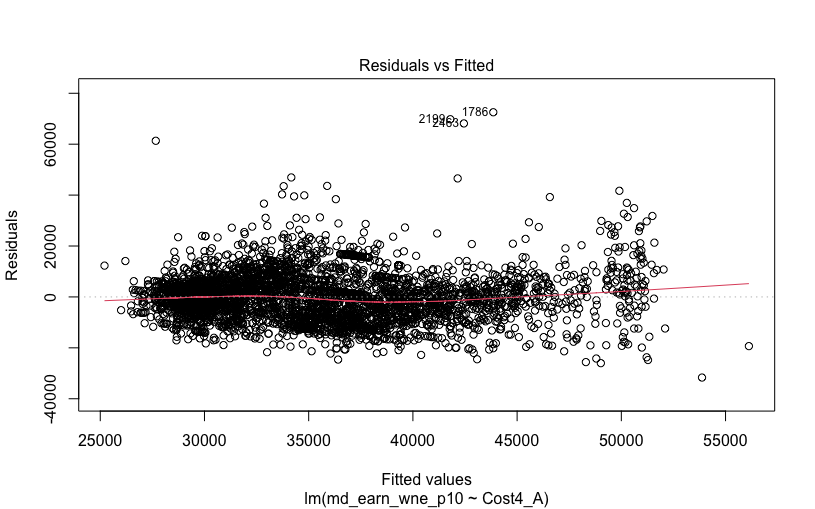 Residuals vs Fitted
Residuals
60000
20000
0
-40000
1786
2199
2463
25000 30000 35000 40000 45000 50000 55000
Fitted values
lm(md_earn_wne_p10 ~ Cost4_A)